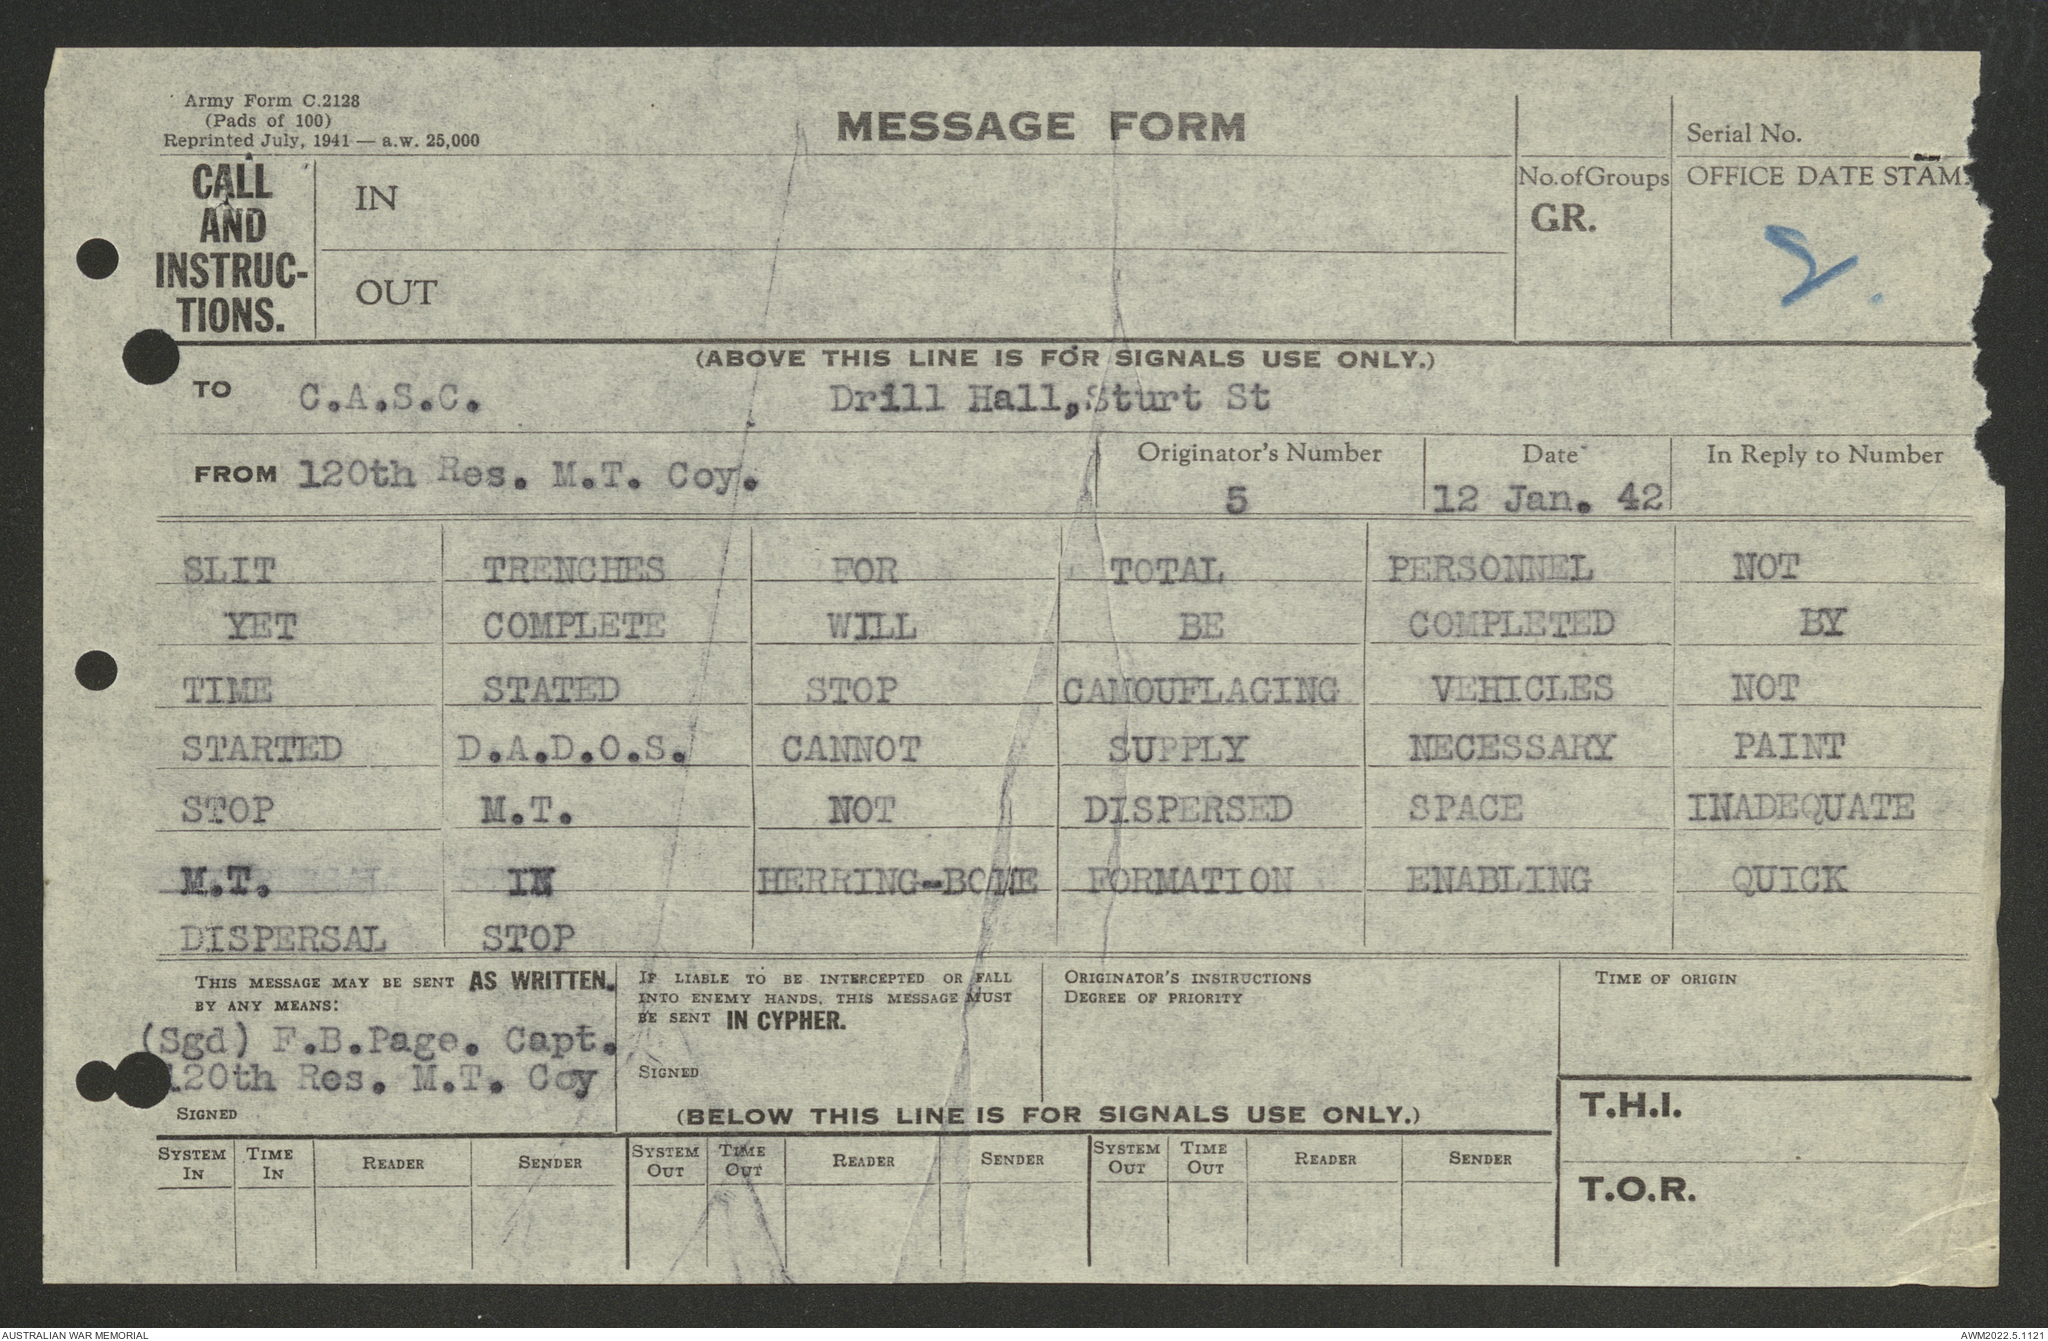 Army Form C.2128
(Pads of 100)
Reprinted July, 1941 — a.w. 25,000
MESSAGE FORM
Serial No.
CALL
AND
INSTRUC-
TIONS.
IN
OUT
No. of Groups
GR.
OFFICE DATE STAM
2.
(ABOVE THIS LINE IS FOR SIGNALS USE ONLY.)
TO C.A.S.C. Drill Hall, Sturt St
FROM 120th Res. M.T. Coy.
Originator's Number
5
Date
12 Jan. 42
In Reply to Number
SLIT TRENCHES FOR TOTAL PERSONNEL NOT
YET COMPLETE WILL BE COMPLETED BY
TIME STATED STOP CAMOUFLAGING VEHICLES NOT
STARTED D.A.D.O.S. CANNOT SUPPLY NECESSARY PAINT
STOP M.T. NOT DISPERSED SPACE INADEQUATE
M.T. IN HERRING-BONE FORMATION ENABLING QUICK
DISPERSAL STOP
THIS MESSAGE MAY BE SENT AS WRITTEN.
BY ANY MEANS:
(Sgd) F.B.Page. Capt.
120th Res. M.T. Coy
SIGNED
IF LIABLE TO BE INTERCEPTED OR FALL
INTO ENEMY HANDS, THIS MESSAGE MUST
BE SENT IN CYPHER.
SIGNED
ORIGINATOR'S INSTRUCTIONS
DEGREE OF PRIORITY
TIME OF ORIGIN
(BELOW THIS LINE IS FOR SIGNALS USE ONLY.)
T.H.I.
T.O.R.
SYSTEM IN TIME IN READER SENDER SYSTEM OUT TIME OUT READER SENDER SYSTEM OUT TIME OUT READER SENDER
AUSTRALIAN WAR MEMORIAL
AWM2022.5.1121